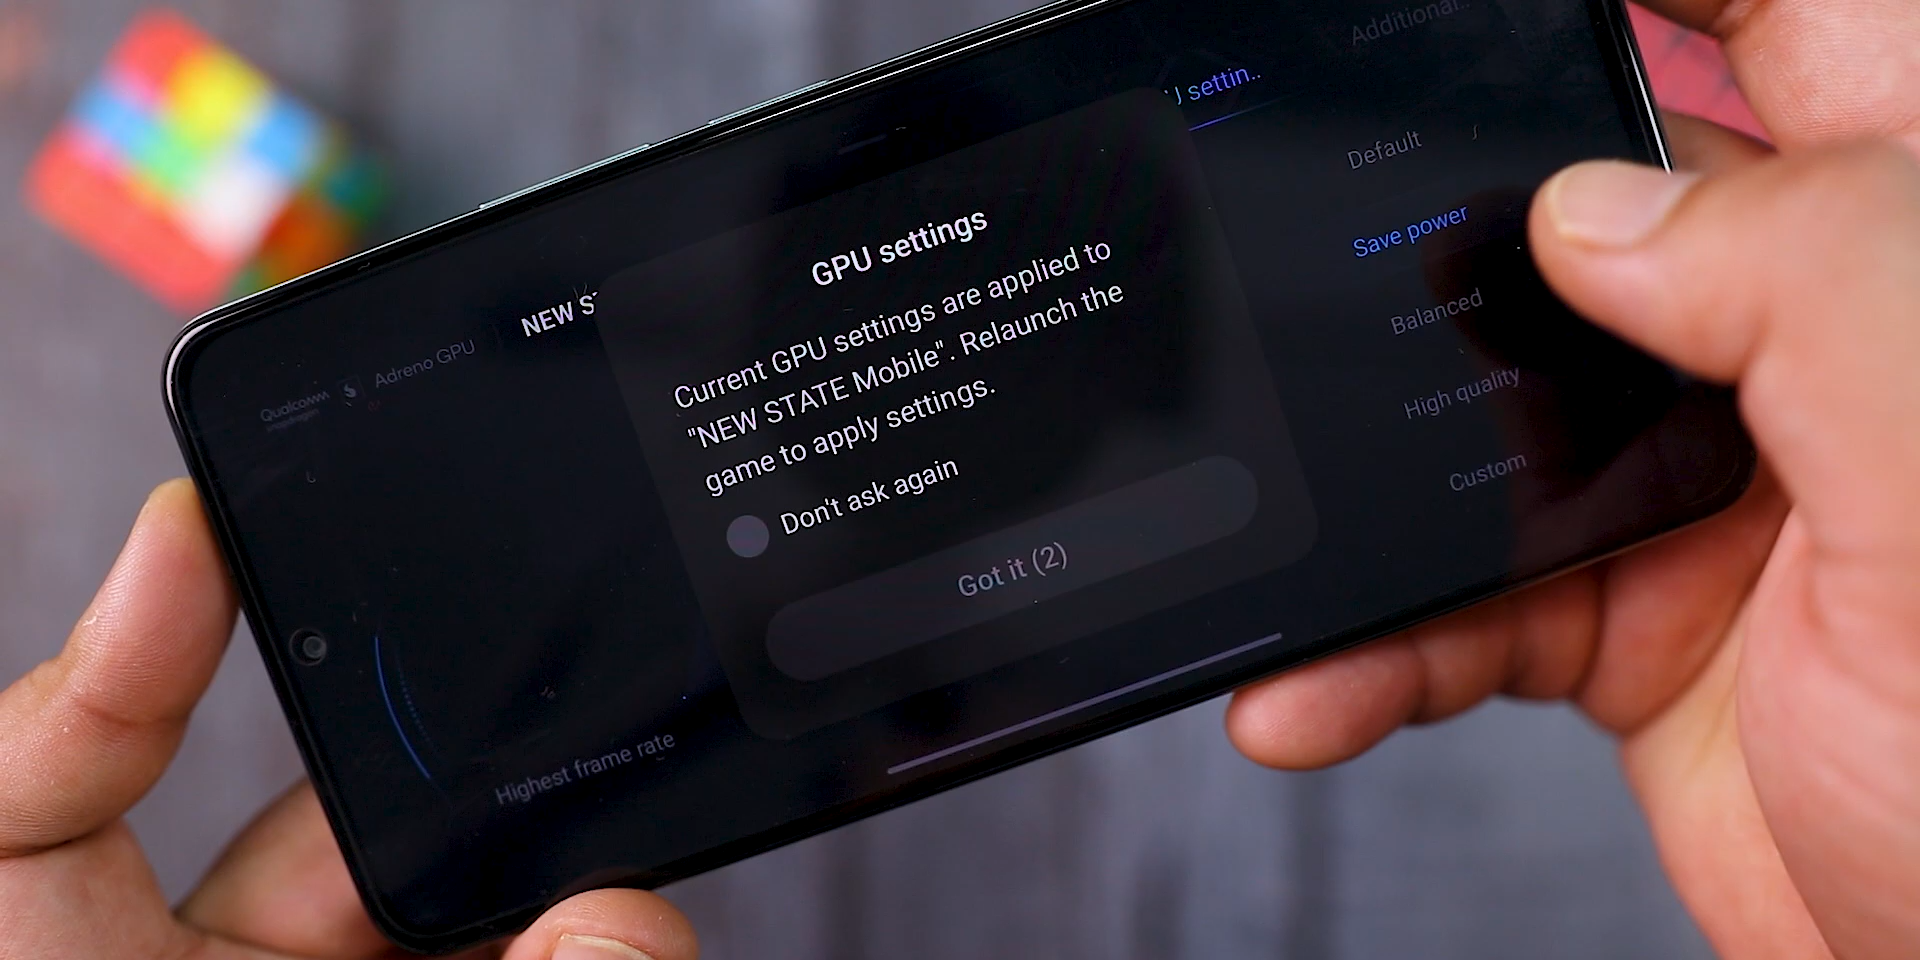 Additional..
U settin..
Default
Save power
Balanced
High quality
Custom
Qualcomm
snapdragon
Adreno GPU
NEW S
GPU settings
Current GPU settings are applied to
"NEW STATE Mobile". Relaunch the
game to apply settings.
Don't ask again
Got it (2)
Highest frame rate